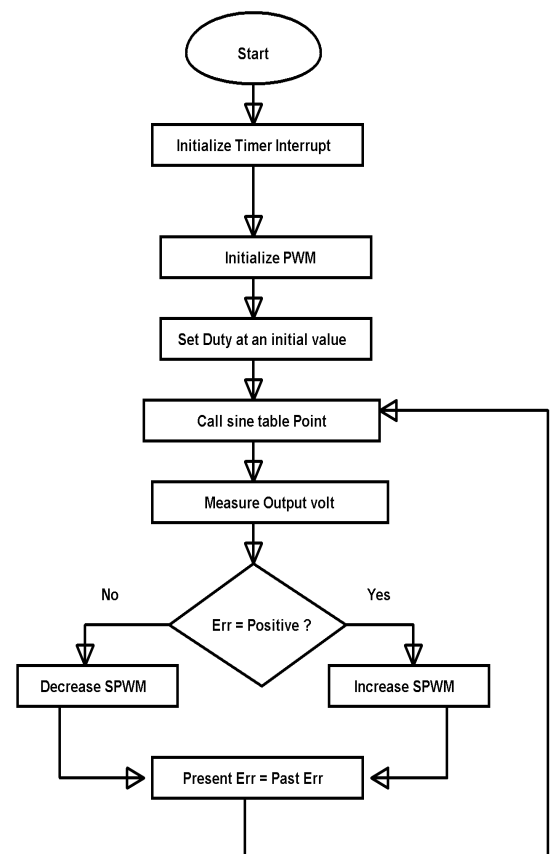 Start
Initialize Timer Interrupt
Initialize PWM
Set Duty at an initial value
Call sine table Point
Measure Output volt
No
Yes
Err = Positive ?
Decrease SPWM
Increase SPWM
Present Err = Past Err